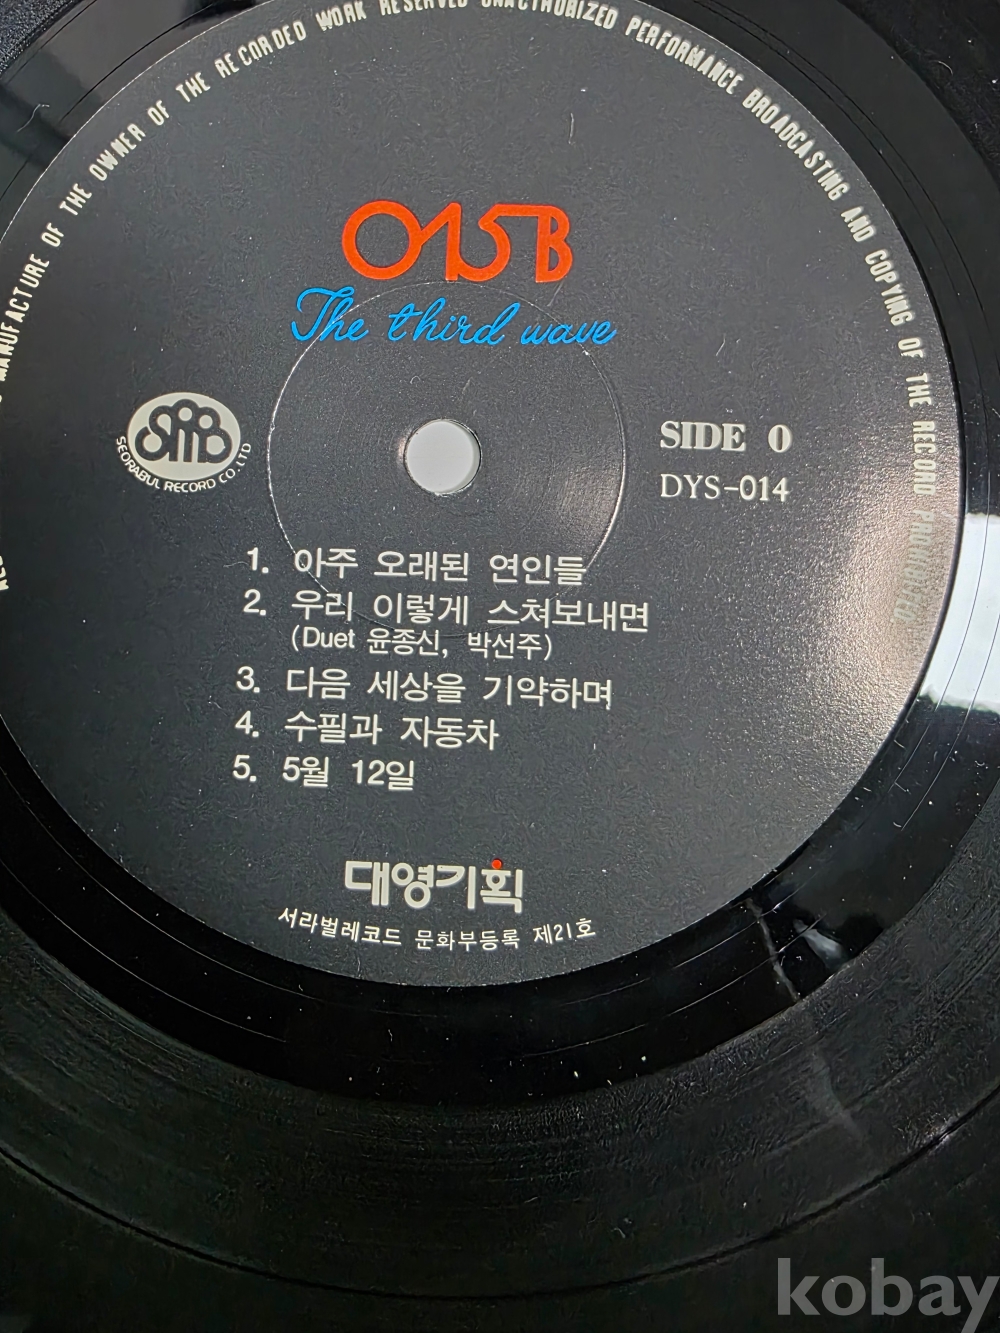 MANUFACTURE OF THE OWNER OF THE RECORDED WORK RESERVED UNAUTHORIZED PERFORMANCE BROADCASTING AND COPYING OF THE RECORD PROHIBITED
015B
The third wave
SMB
SEORABUL RECORD CO.,LTD
SIDE 0
DYS-014
1. 아주 오래된 연인들
2. 우리 이렇게 스쳐보내면
(Duet 윤종신, 박선주)
3. 다음 세상을 기약하며
4. 수필과 자동차
5. 5월 12일
대영기획
서라벌레코드 문화부등록 제21호
kobay